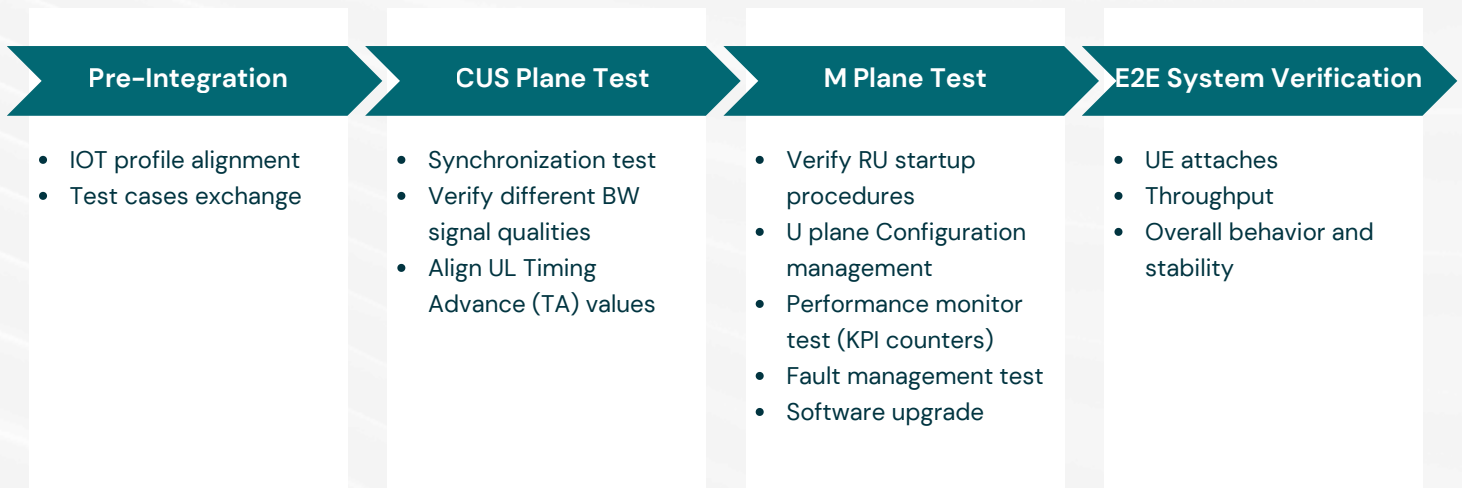 Pre-Integration
• IOT profile alignment
• Test cases exchange
CUS Plane Test
• Synchronization test
• Verify different BW
signal qualities
• Align UL Timing
Advance (TA) values
M Plane Test
• Verify RU startup
procedures
• U plane Configuration
management
• Performance monitor
test (KPI counters)
• Fault management test
• Software upgrade
E2E System Verification
• UE attaches
• Throughput
• Overall behavior and
stability